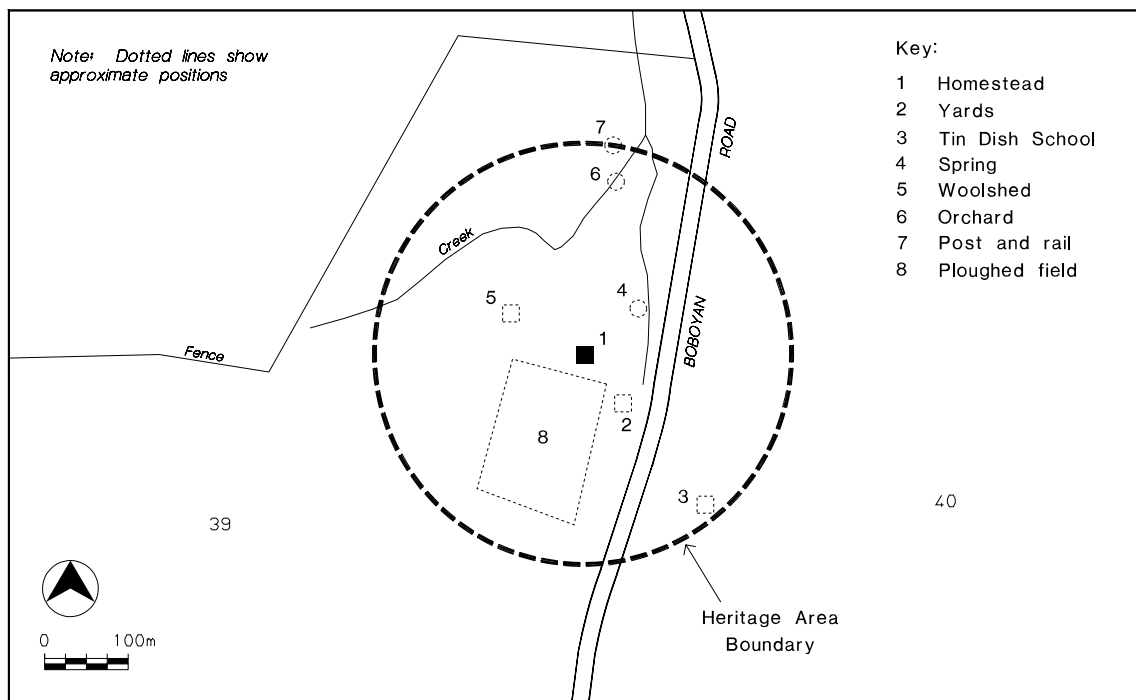 Note: Dotted lines show
approximate positions
Key:
1 Homestead
2 Yards
3 Tin Dish School
4 Spring
5 Woolshed
6 Orchard
7 Post and rail
8 Ploughed field
7
ROAD
6
Creek
5
4
BOBOYAN
1
Fence
2
8
3
40
39
0 100m
Heritage Area
Boundary